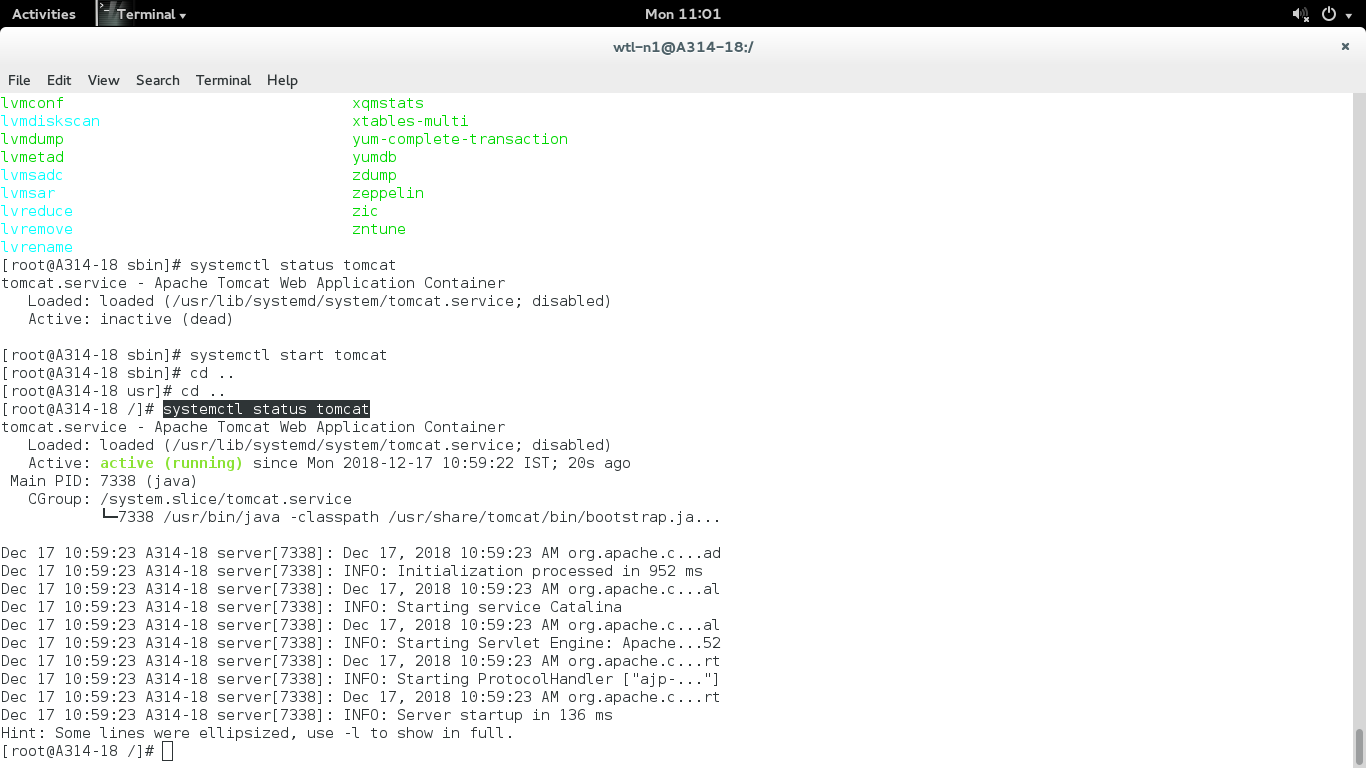 Activities Terminal Mon 11:01
wtl-n1@A314-18:/ ×
File Edit View Search Terminal Help
lvmconf xqmstats
lvmdiskscan xtables-multi
lvmdump yum-complete-transaction
lvmetad yumdb
lvmsadc zdump
lvmsar zeppelin
lvreduce zic
lvremove zntune
lvrename
[root@A314-18 sbin]# systemctl status tomcat
tomcat.service - Apache Tomcat Web Application Container
   Loaded: loaded (/usr/lib/systemd/system/tomcat.service; disabled)
   Active: inactive (dead)
[root@A314-18 sbin]# systemctl start tomcat
[root@A314-18 sbin]# cd ..
[root@A314-18 usr]# cd ..
[root@A314-18 /]# systemctl status tomcat
tomcat.service - Apache Tomcat Web Application Container
   Loaded: loaded (/usr/lib/systemd/system/tomcat.service; disabled)
   Active: active (running) since Mon 2018-12-17 10:59:22 IST; 20s ago
 Main PID: 7338 (java)
   CGroup: /system.slice/tomcat.service
           └─7338 /usr/bin/java -classpath /usr/share/tomcat/bin/bootstrap.ja...
Dec 17 10:59:23 A314-18 server[7338]: Dec 17, 2018 10:59:23 AM org.apache.c...ad
Dec 17 10:59:23 A314-18 server[7338]: INFO: Initialization processed in 952 ms
Dec 17 10:59:23 A314-18 server[7338]: Dec 17, 2018 10:59:23 AM org.apache.c...al
Dec 17 10:59:23 A314-18 server[7338]: INFO: Starting service Catalina
Dec 17 10:59:23 A314-18 server[7338]: Dec 17, 2018 10:59:23 AM org.apache.c...al
Dec 17 10:59:23 A314-18 server[7338]: INFO: Starting Servlet Engine: Apache...52
Dec 17 10:59:23 A314-18 server[7338]: Dec 17, 2018 10:59:23 AM org.apache.c...rt
Dec 17 10:59:23 A314-18 server[7338]: INFO: Starting ProtocolHandler ["ajp-..."]
Dec 17 10:59:23 A314-18 server[7338]: Dec 17, 2018 10:59:23 AM org.apache.c...rt
Dec 17 10:59:23 A314-18 server[7338]: INFO: Server startup in 136 ms
Hint: Some lines were ellipsized, use -l to show in full.
[root@A314-18 /]#